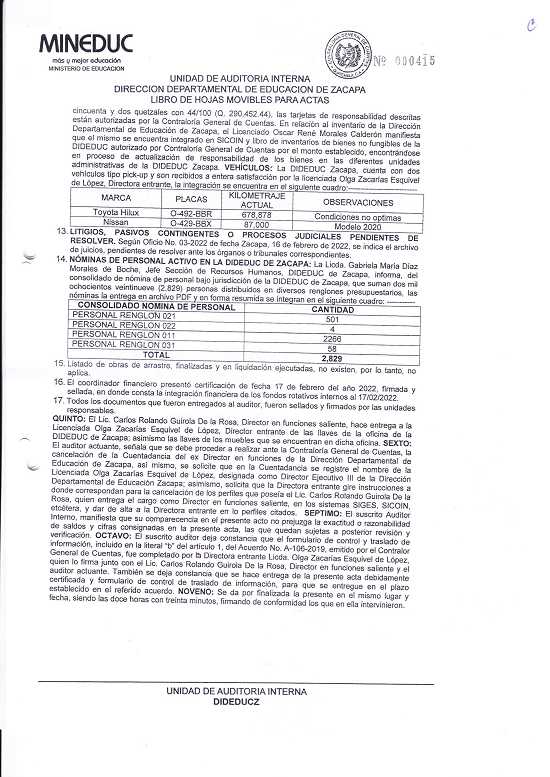 MINEDUC
más y mejor educación
MINISTERIO DE EDUCACION
Nº 000415
UNIDAD DE AUDITORIA INTERNA
DIRECCION DEPARTAMENTAL DE EDUCACION DE ZACAPA
LIBRO DE HOJAS MOVIBLES PARA ACTAS
cincuenta y dos quetzales con 44/100 (Q. 290,452.44), las tarjetas de responsabilidad descritas
están autorizadas por la Contraloría General de Cuentas. En relación al inventario de la Dirección
Departamental de Educación de Zacapa, el Licenciado Oscar René Morales Calderón manifiesta
que el mismo se encuentra integrado en SICOIN y libro de inventarios de bienes no fungibles de la
DIDEDUC autorizado por Contraloría General de Cuentas por el monto establecido, encontrándose
en proceso de actualización de responsabilidad de los bienes en las diferentes unidades
administrativas de la DIDEDUC Zacapa. VEHÍCULOS: La DIDEDUC Zacapa, cuenta con dos
vehículos tipo pick-up y son recibidos a entera satisfacción por la licenciada Olga Zacarías Esquivel
de López, Directora entrante, la integración se encuentra en el siguiente cuadro:--------------------
MARCA PLACAS KILOMETRAJE ACTUAL OBSERVACIONES
Toyota Hilux O-492-BBR 678,878 Condiciones no optimas
Nissan O-429-BBX 87,000 Modelo 2020
13. LITIGIOS, PASIVOS CONTINGENTES O PROCESOS JUDICIALES PENDIENTES DE
RESOLVER. Según Oficio No. 03-2022 de fecha Zacapa, 16 de febrero de 2022, se indica el archivo
de juicios, pendientes de resolver ante los órganos o tribunales correspondientes.
14. NÓMINAS DE PERSONAL ACTIVO EN LA DIDEDUC DE ZACAPA: La Licda. Gabriela María Díaz
Morales de Boche, Jefe Sección de Recursos Humanos, DIDEDUC de Zacapa, informa, del
consolidado de nómina de personal bajo jurisdicción de la DIDEDUC de Zacapa, que suman dos mil
ochocientos veintinueve (2,829) personas distribuidos en diversos renglones presupuestarios, las
nóminas la entrega en archivo PDF y en forma resumida se integran en el siguiente cuadro: -----------
CONSOLIDADO NOMINA DE PERSONAL CANTIDAD
PERSONAL RENGLON 021 501
PERSONAL RENGLON 022 4
PERSONAL RENGLON 011 2266
PERSONAL RENGLON 031 58
TOTAL 2,829
15. Listado de obras de arrastre, finalizadas y en liquidación ejecutadas, no existen, por lo tanto, no
aplica.
16. El coordinador financiero presentó certificación de fecha 17 de febrero del año 2022, firmada y
sellada, en donde consta la integración financiera de los fondos rotativos internos al 17/02/2022.
17. Todos los documentos que fueron entregados al auditor, fueron sellados y firmados por las unidades
responsables.
QUINTO: El Lic. Carlos Rolando Guirola De la Rosa, Director en funciones saliente, hace entrega a la
Licenciada Olga Zacarías Esquivel de López, Director entrante de las llaves de la oficina de la
DIDEDUC de Zacapa; asimismo las llaves de los muebles que se encuentran en dicha oficina. SEXTO:
El auditor actuante, señala que se debe proceder a realizar ante la Contraloría General de Cuentas, la
cancelación de la Cuentadancia del ex Director en funciones de la Dirección Departamental de
Educación de Zacapa, así mismo, se solicite que en la Cuentadancia se registre el nombre de la
Licenciada Olga Zacarías Esquivel de López, designada como Director Ejecutivo III de la Dirección
Departamental de Educación Zacapa; asimismo, solicita que la Directora entrante gire instrucciones a
donde correspondan para la cancelación de los perfiles que poseía el Lic. Carlos Rolando Guirola De la
Rosa, quien entrega el cargo como Director en funciones saliente, en los sistemas SIGES, SICOIN,
etcétera, y dar de alta a la Directora entrante en los perfiles citados. SEPTIMO: El suscrito Auditor
Interno, manifiesta que su comparecencia en el presente acto no prejuzga la exactitud o razonabilidad
de saldos y cifras consignadas en la presente acta, las que quedan sujetas a posterior revisión y
verificación. OCTAVO: El suscrito auditor deja constancia que el formulario de control y traslado de
información, incluido en la literal "b" del artículo 1, del Acuerdo No. A-106-2019, emitido por el Contralor
General de Cuentas, fue completado por la Directora entrante Licda. Olga Zacarías Esquivel de López,
quien lo firma junto con el Lic. Carlos Rolando Guirola De la Rosa, Director en funciones saliente y el
auditor actuante. También se deja constancia que se hace entrega de la presente acta debidamente
certificada y formulario de control de traslado de información, para que se entregue en el plazo
establecido en el referido acuerdo. NOVENO: Se da por finalizada la presente en el mismo lugar y
fecha, siendo las doce horas con treinta minutos, firmando de conformidad los que en ella intervinieron.
UNIDAD DE AUDITORIA INTERNA
DIDEDUCZ